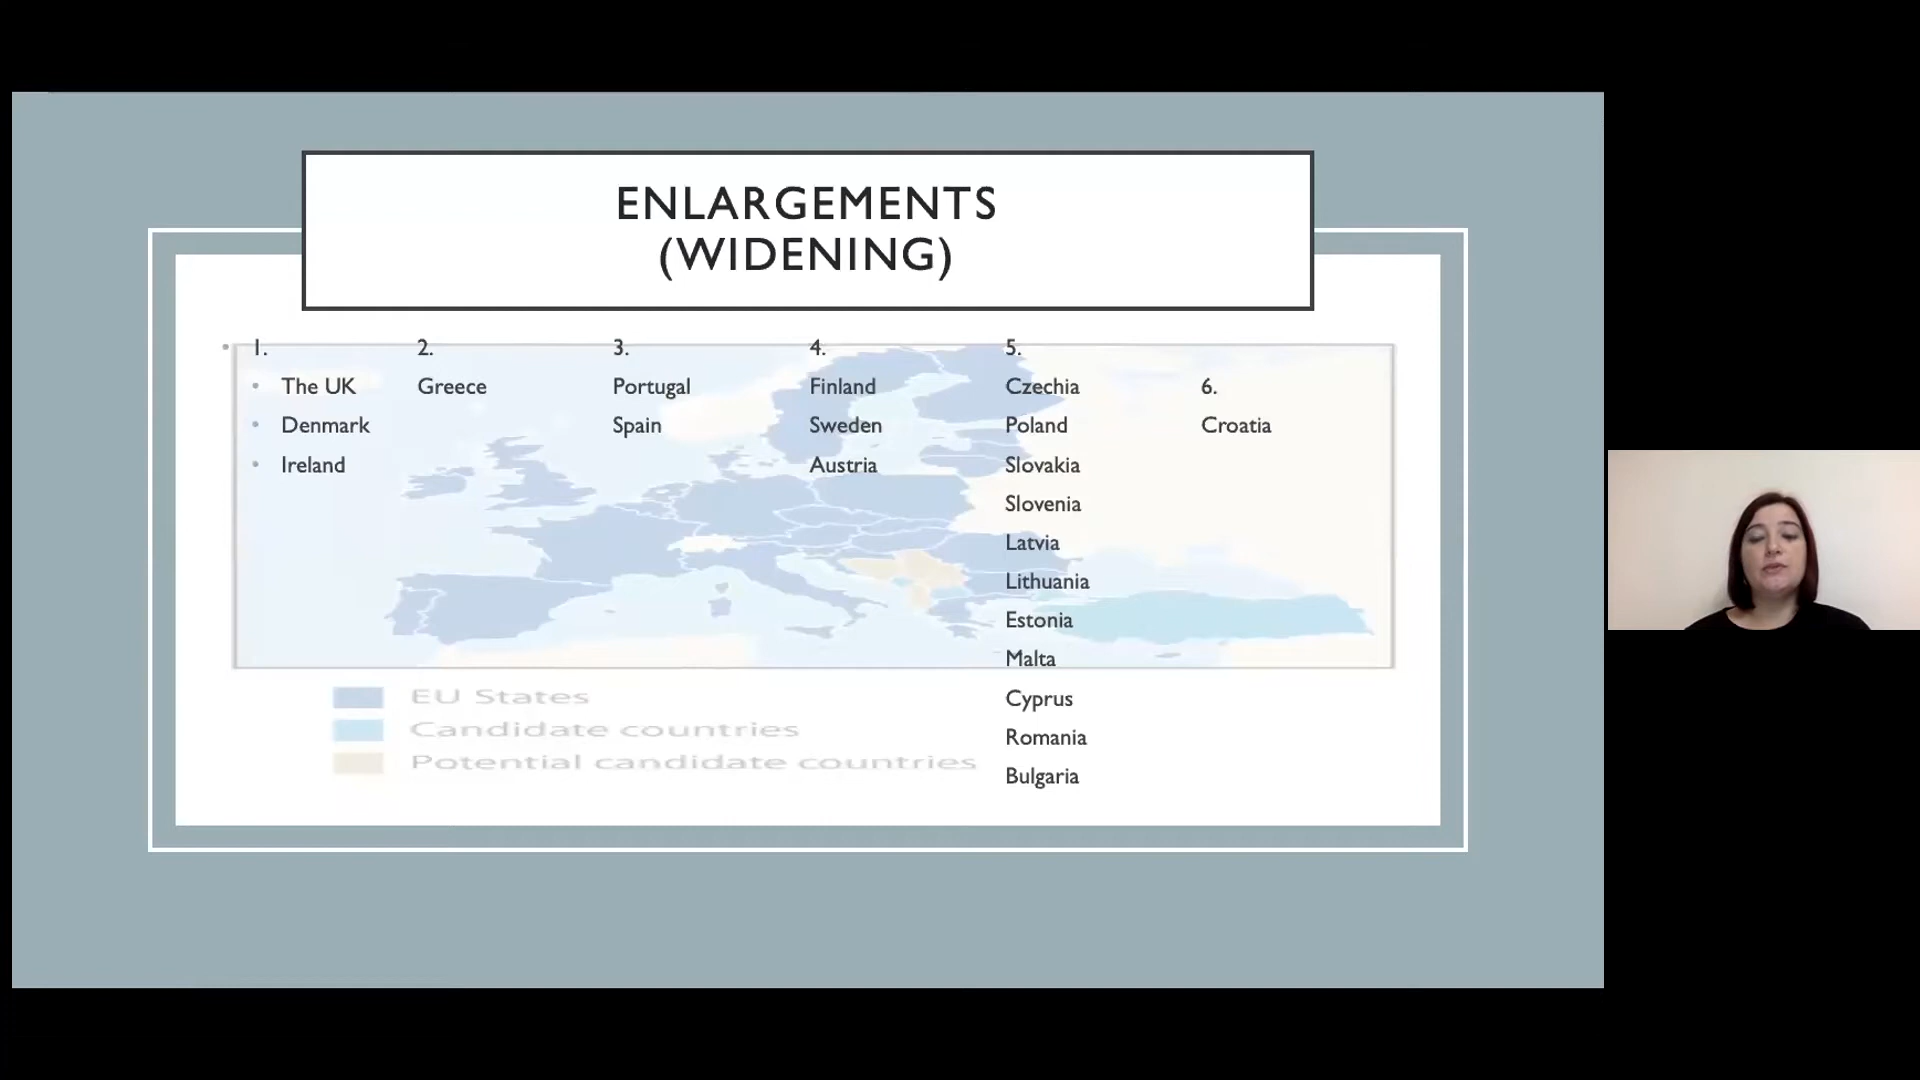 ENLARGEMENTS
(WIDENING)
1.
The UK
Denmark
Ireland
2.
Greece
3.
Portugal
Spain
4.
Finland
Sweden
Austria
5.
Czechia
Poland
Slovakia
Slovenia
Latvia
Lithuania
Estonia
Malta
Cyprus
Romania
Bulgaria
6.
Croatia
EU States
Candidate countries
Potential candidate countries